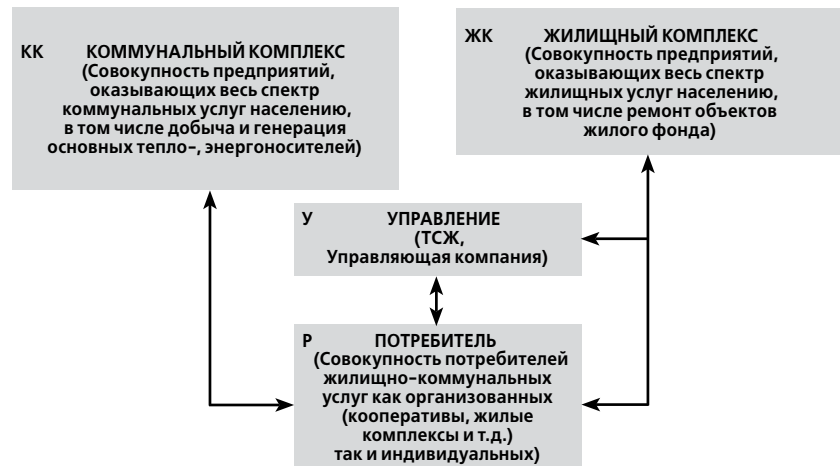 КК КОММУНАЛЬНЫЙ КОМПЛЕКС
(Совокупность предприятий,
оказывающих весь спектр
коммунальных услуг населению,
в том числе добыча и генерация
основных тепло-, энергоносителей)
ЖК ЖИЛИЩНЫЙ КОМПЛЕКС
(Совокупность предприятий,
оказывающих весь спектр
жилищных услуг населению,
в том числе ремонт объектов
жилого фонда)
У УПРАВЛЕНИЕ
(ТСЖ,
Управляющая компания)
Р ПОТРЕБИТЕЛЬ
(Совокупность потребителей
жилищно-коммунальных
услуг как организованных
(кооперативы, жилые
комплексы и т.д.)
так и индивидуальных)